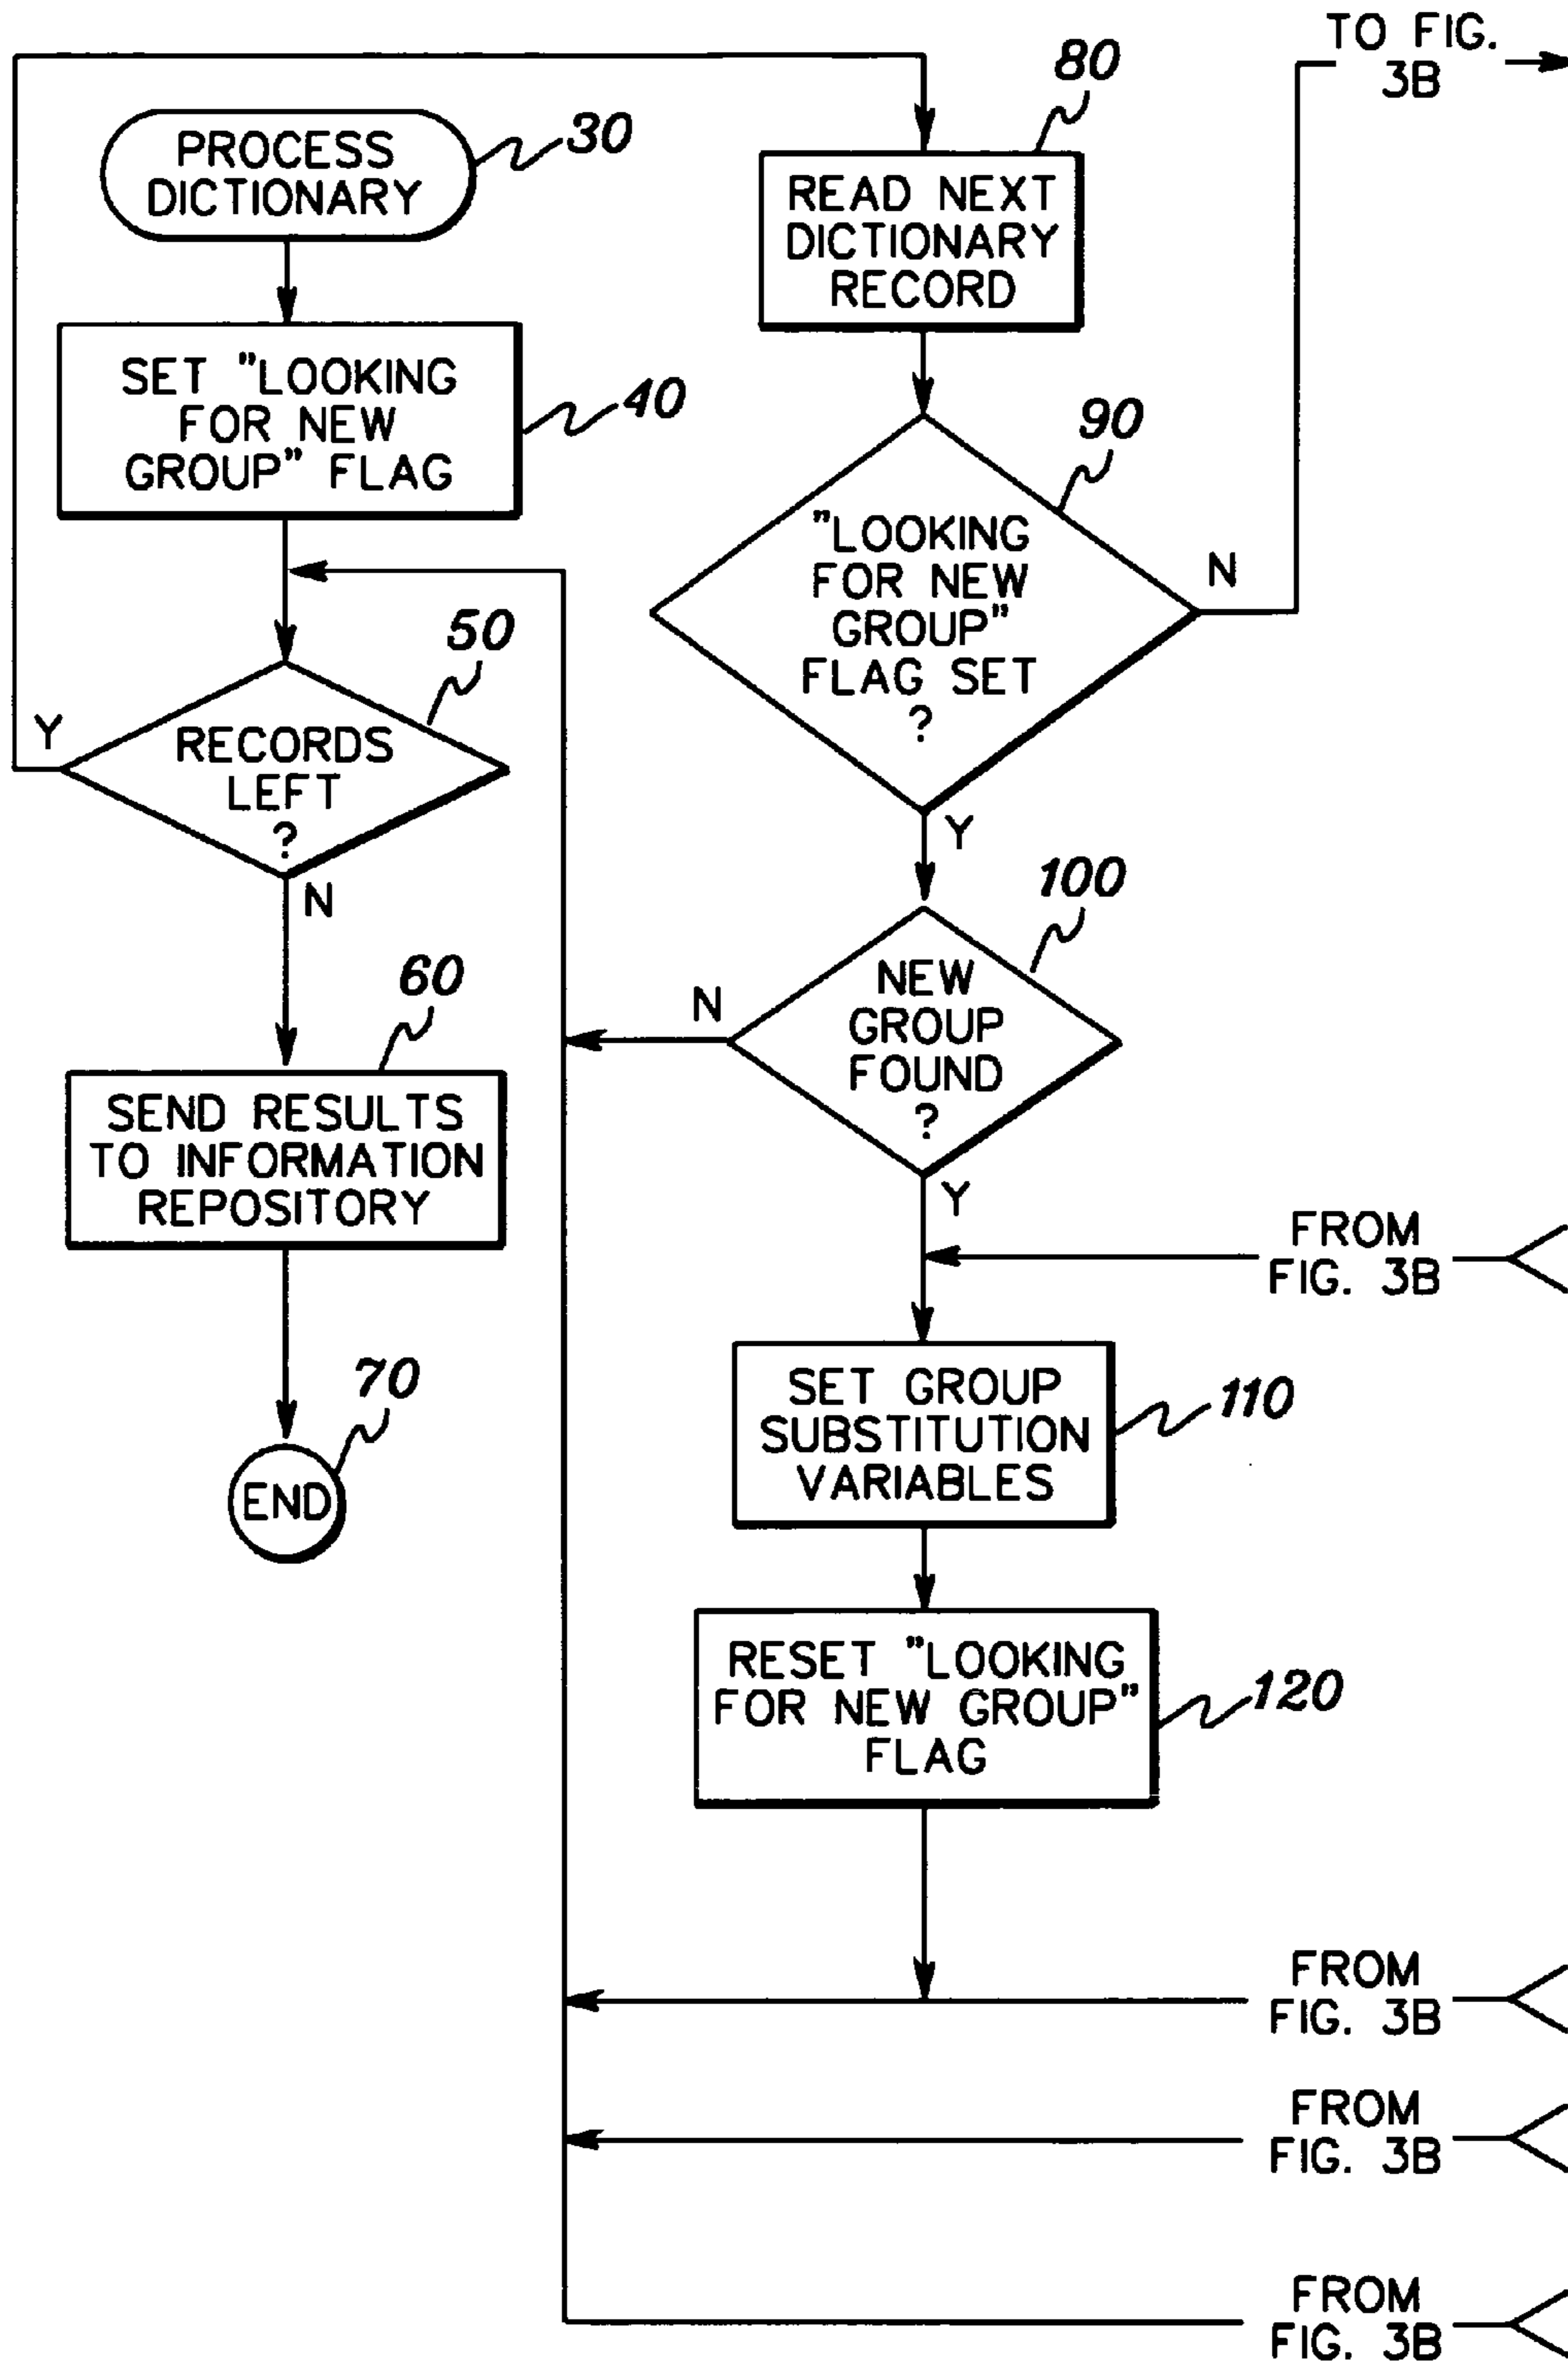 PROCESS
DICTIONARY
30
SET "LOOKING
FOR NEW
GROUP" FLAG
40
50
Y
RECORDS
LEFT
?
N
60
SEND RESULTS
TO INFORMATION
REPOSITORY
70
END
80
READ NEXT
DICTIONARY
RECORD
TO FIG.
3B
90
"LOOKING
FOR NEW
GROUP"
FLAG SET
?
N
Y
100
NEW
GROUP
FOUND
?
N
Y
FROM
FIG. 3B
SET GROUP
SUBSTITUTION
VARIABLES
110
RESET "LOOKING
FOR NEW GROUP"
FLAG
120
FROM
FIG. 3B
FROM
FIG. 3B
FROM
FIG. 3B